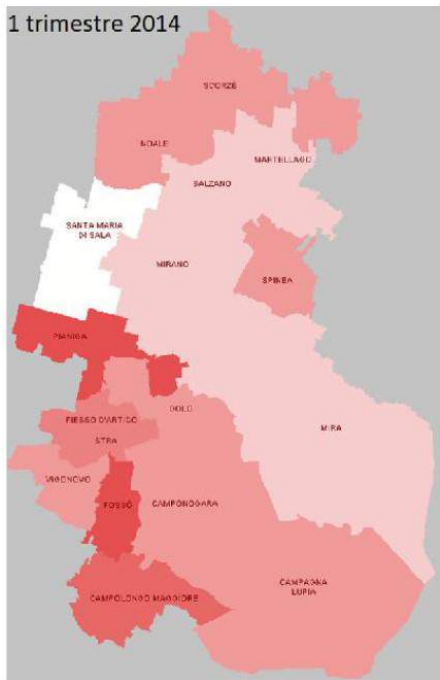 1 trimestre 2014
SCORZÈ
NOALE
MARTELLAGO
SALZANO
SANTA MARIA
DI SALA
MIRANO
SPINEA
PIANIGA
DOLO
FIESSO D'ARTICO
STRA
MIRA
VIGONOVO
FOSSÒ
CAMPONOGARA
CAMPAGNA
LUPIA
CAMPOLONGO MAGGIORE